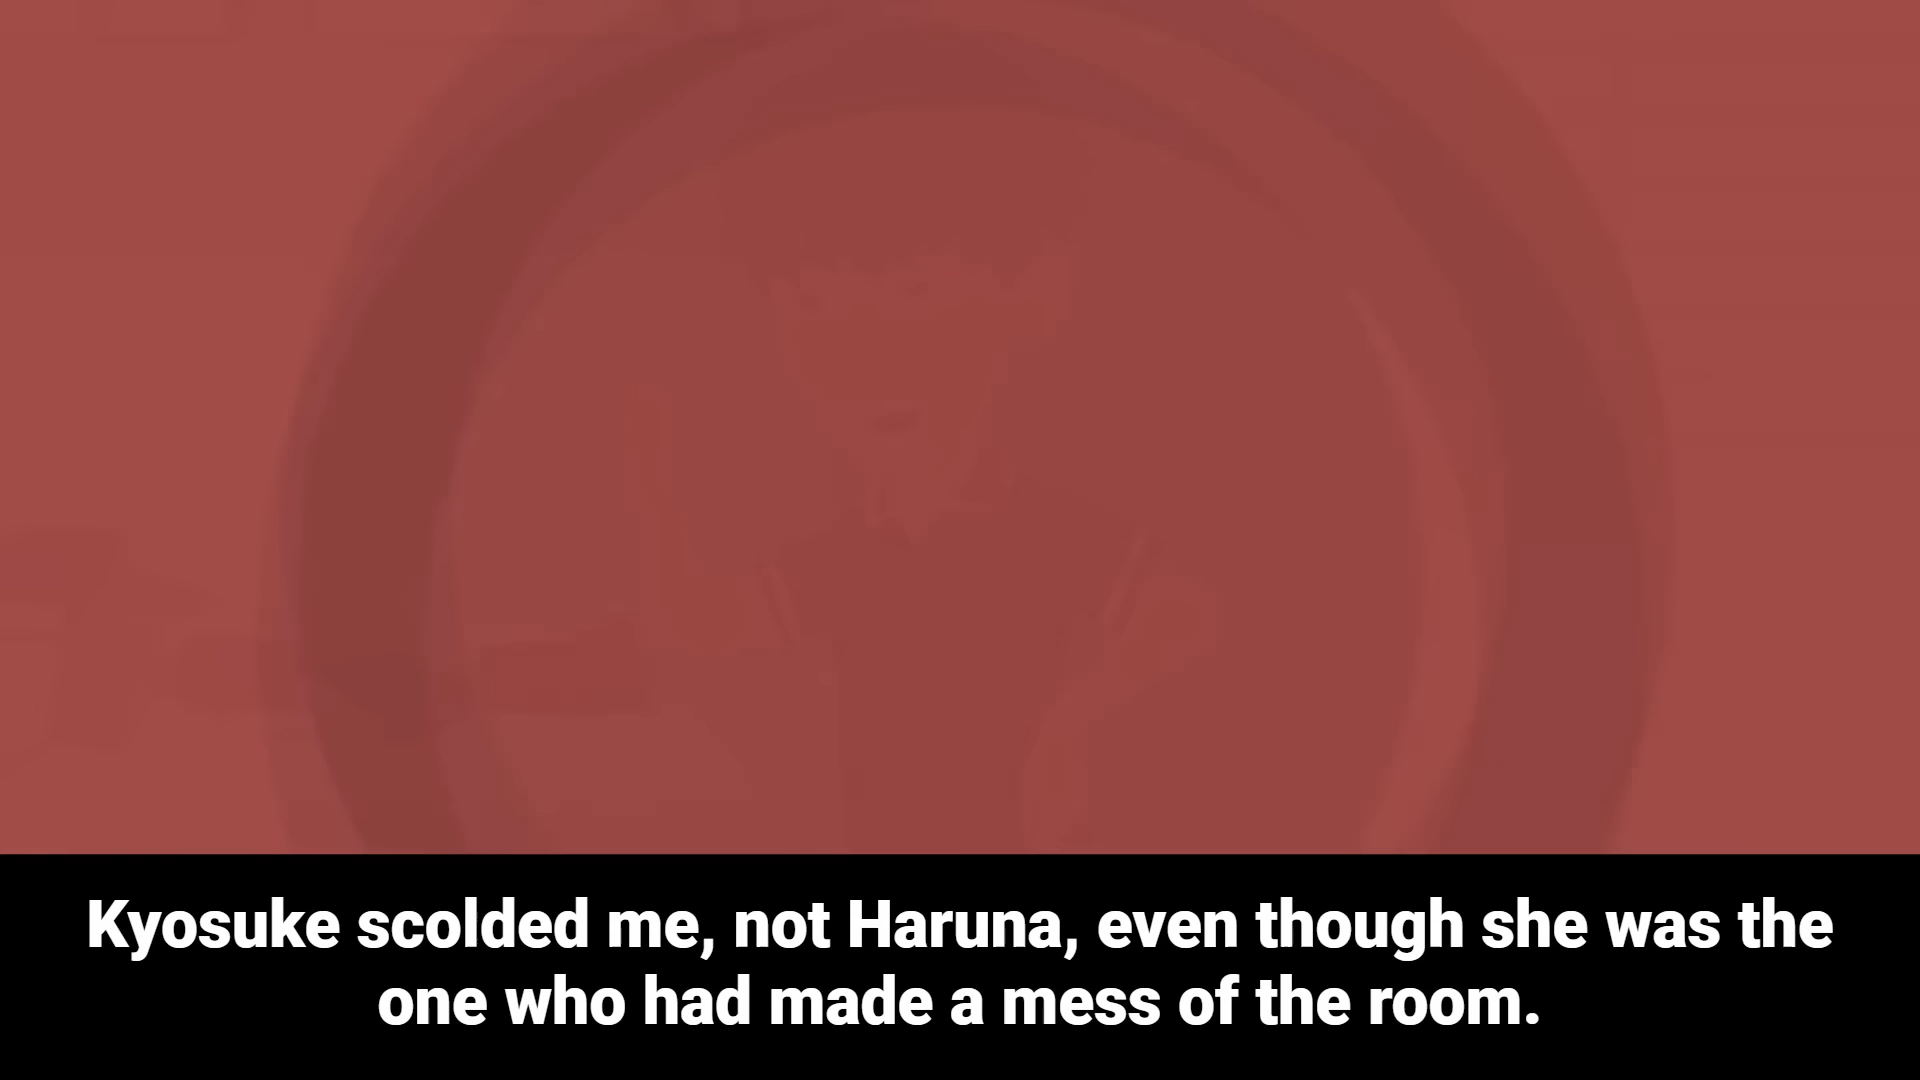 Kyosuke scolded me, not Haruna, even though she was the
one who had made a mess of the room.